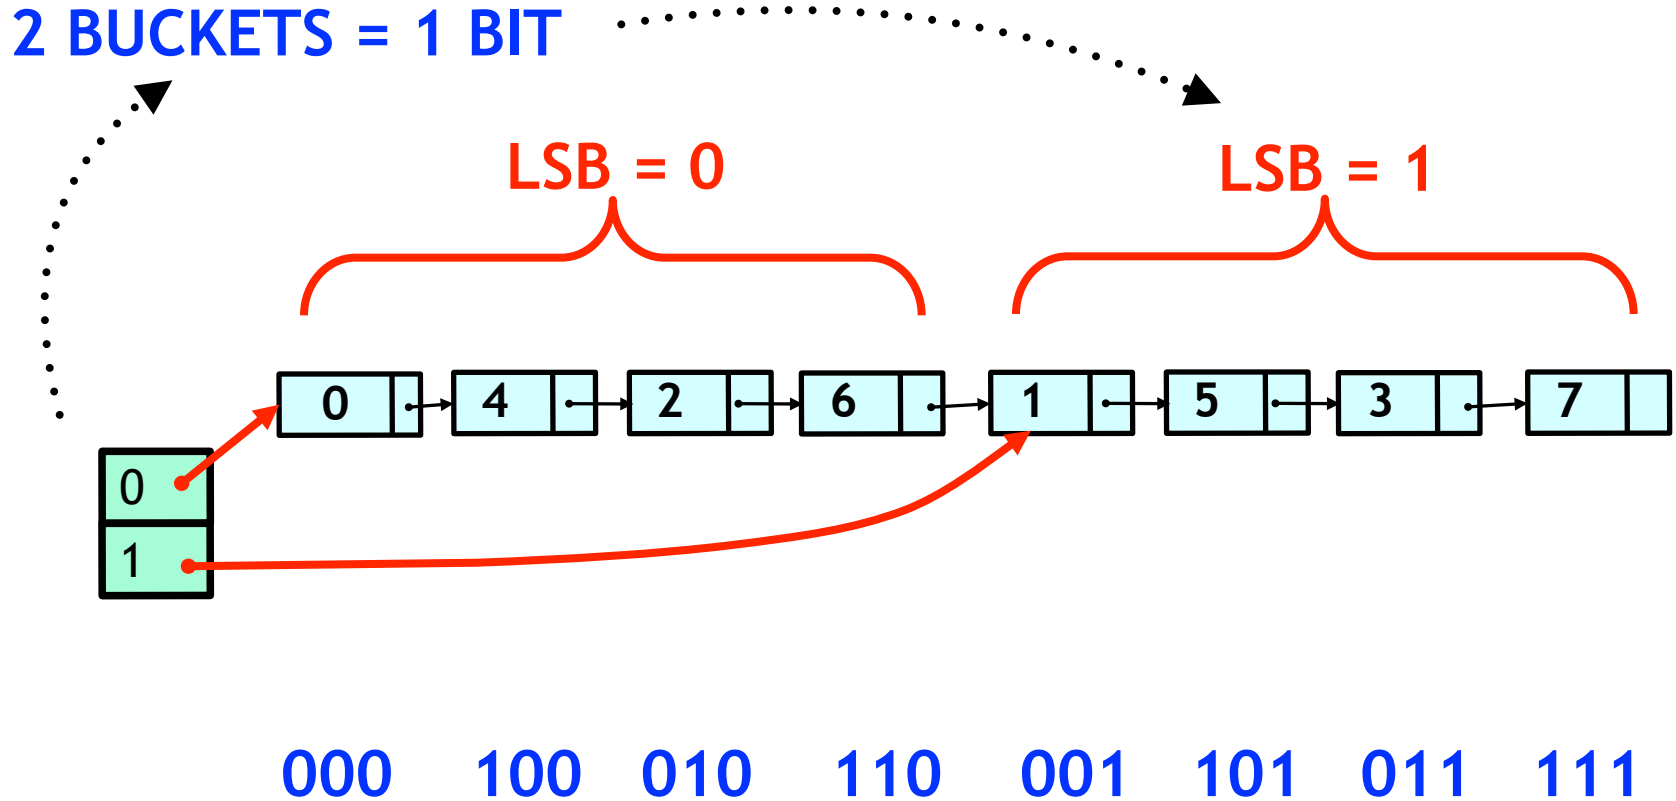 2 BUCKETS = 1 BIT
LSB = 0 LSB = 1
0 4 2 6 1 5 3 7
0
1
000 100 010 110 001 101 011 111